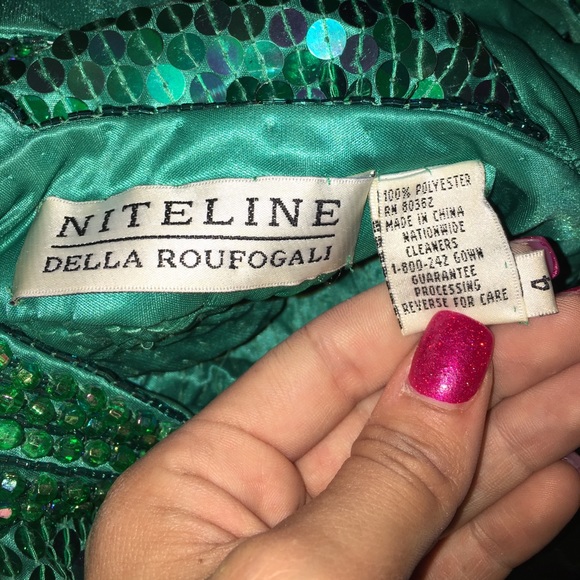 NITELINE
DELLA ROUFOGALI
100% POLYESTER
RN 80362
MADE IN CHINA
NATIONWIDE
CLEANERS
1-800-242 GOWN
GUARANTEE
PROCESSING
REVERSE FOR CARE
4